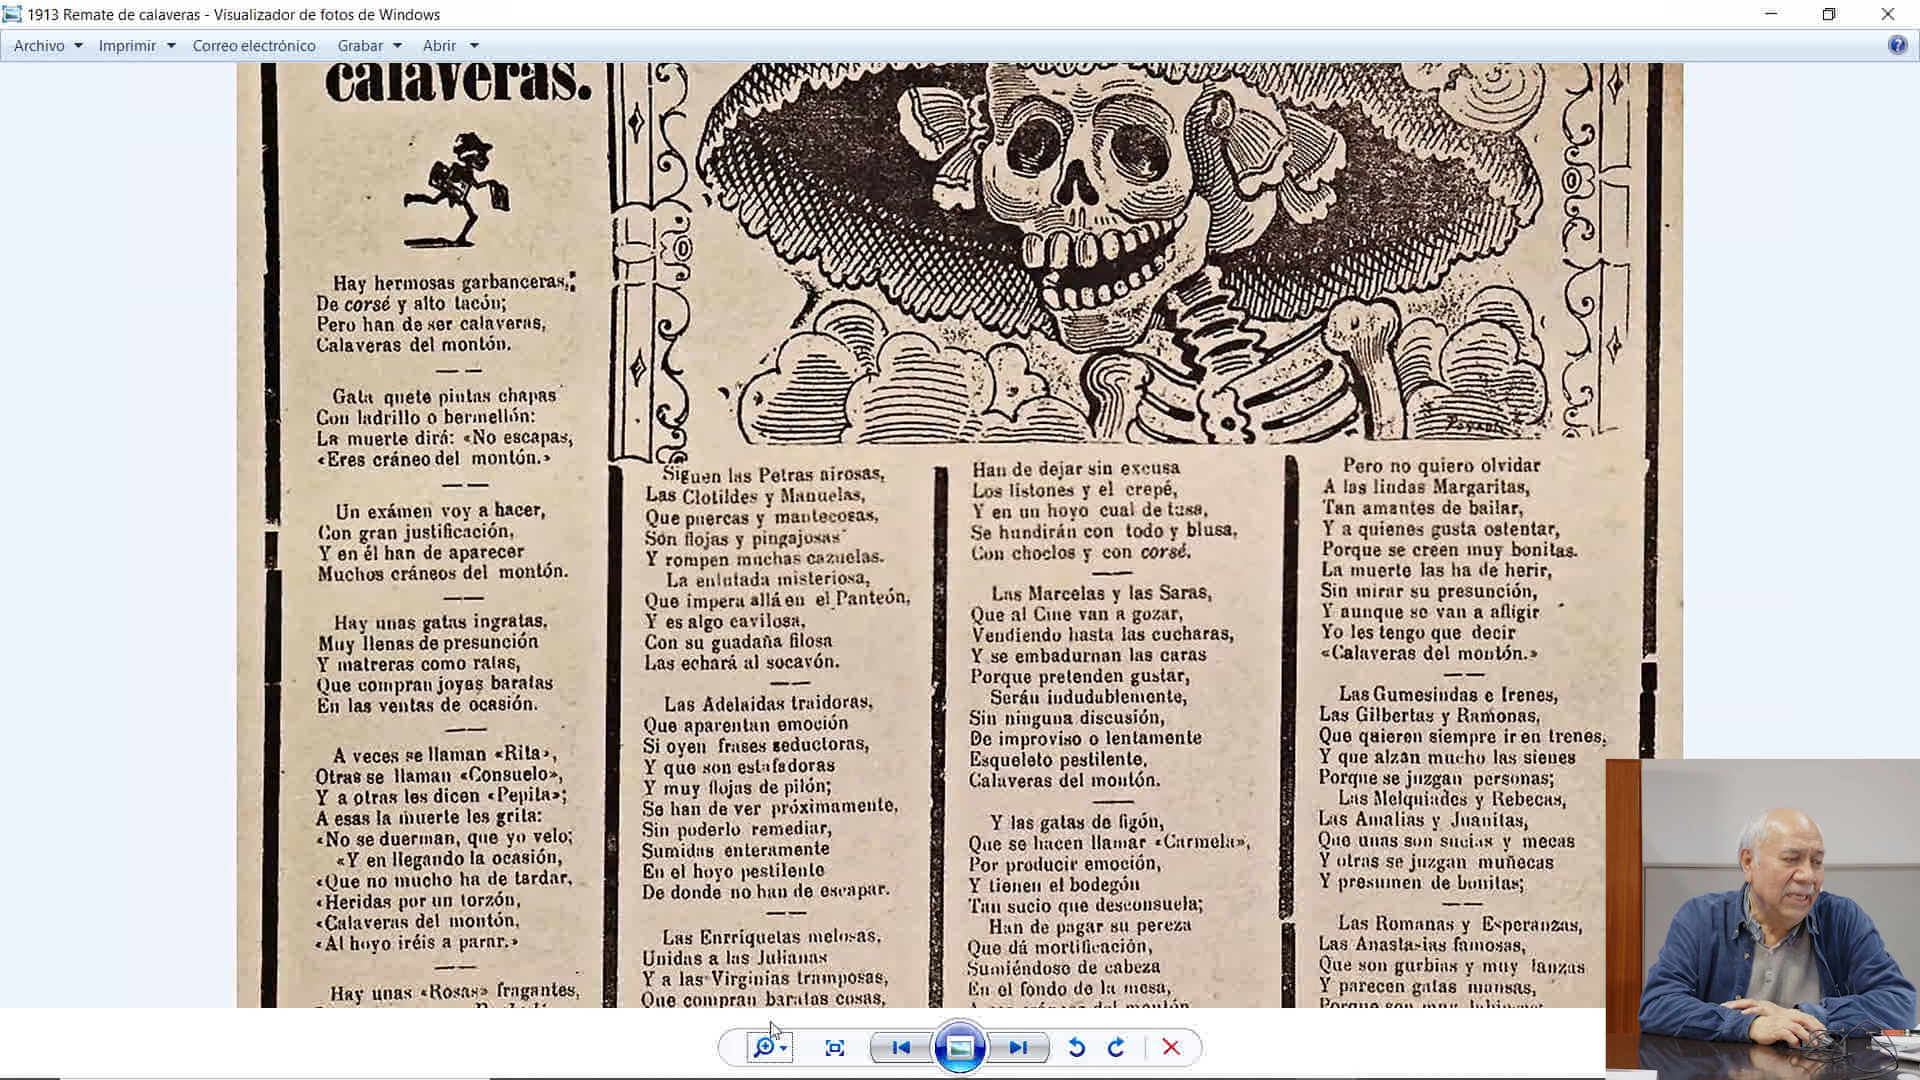 1913 Remate de calaveras - Visualizador de fotos de Windows
Archivo Imprimir Correo electrónico Grabar Abrir
calaveras.
Hay hermosas garbanceras,
De corsé y alto tacón;
Pero han de ser calaveras,
Calaveras del montón.
Gata quete pintas chapas
Con ladrillo o bermellón:
La muerte dirá: «No escapas,
«Eres cráneo del montón.»
Un exámen voy a hacer,
Con gran justificación,
Y en él han de aparecer
Muchos cráneos del montón.
Hay unas gatas ingratas,
Muy llenas de presunción
Y matreras como ratas,
Que compran joyas baratas
En las ventas de ocasión.
A veces se llaman «Rita»,
Otras se llaman «Consuelo»,
Y a otras les dicen «Pepita»;
A esas la muerte les grita:
«No se duerman, que yo velo;
«Y en llegando la ocasión,
«Que no mucho ha de tardar,
«Heridas por un torzón,
«Calaveras del montón,
«Al hoyo iréis a parar.»
Hay unas «Rosas» fragantes,
Siguen las Petras airosas,
Las Clotildes y Manuelas,
Que puercas y mantecosas,
Son flojas y pingajosas
Y rompen muchas cazuelas.
La enlutada misteriosa,
Que impera allá en el Panteón,
Y es algo cavilosa,
Con su guadaña filosa
Las echará al socavón.
Las Adelaidas traidoras,
Que aparentan emoción
Si oyen frases seductoras,
Y que son estafadoras
Y muy flojas de pilón;
Se han de ver próximamente,
Sin poderlo remediar,
Sumidas enteramente
En el hoyo pestilente
De donde no han de escapar.
Las Enrriquetas melosas,
Unidas a las Julianas
Y a las Virginias tramposas,
Que compran baratas cosas,
Han de dejar sin excusa
Los listones y el crepé,
Y en un hoyo cual de tusa,
Se hundirán con todo y blusa,
Con choclos y con corsé.
Las Marcelas y las Saras,
Que al Cine van a gozar,
Vendiendo hasta las cucharas,
Y se embadurnan las caras
Porque pretenden gustar,
Serán indudublemente,
Sin ninguna discusión,
De improviso o lentamente
Esqueleto pestilente,
Calaveras del montón.
Y las gatas de figón,
Que se hacen llamar «Carmela»,
Por producir emoción,
Y tienen el bodegón
Tan sucio que desconsuela;
Han de pagar su pereza
Que dá mortificación,
Sumiéndose de cabeza
En el fondo de la mesa,
Pero no quiero olvidar
A las lindas Margaritas,
Tan amantes de bailar,
Y a quienes gusta ostentar,
Porque se creen muy bonitas.
La muerte las ha de herir,
Sin mirar su presunción,
Y aunque se van a afligir
Yo les tengo que decir
«Calaveras del montón.»
Las Gumesindas e Irenes,
Las Gilbertas y Ramonas,
Que quieren siempre ir en trenes,
Y que alzan mucho las sienes
Porque se juzgan personas;
Las Melquiades y Rebecas,
Las Amalias y Juanitas,
Que unas son sucias y mecas
Y otras se juzgan muñecas
Y presumen de bonitas;
Las Romanas y Esperanzas,
Las Anastasias famosas,
Que son gurbias y muy lanzas
Y parecen gatas mansas,